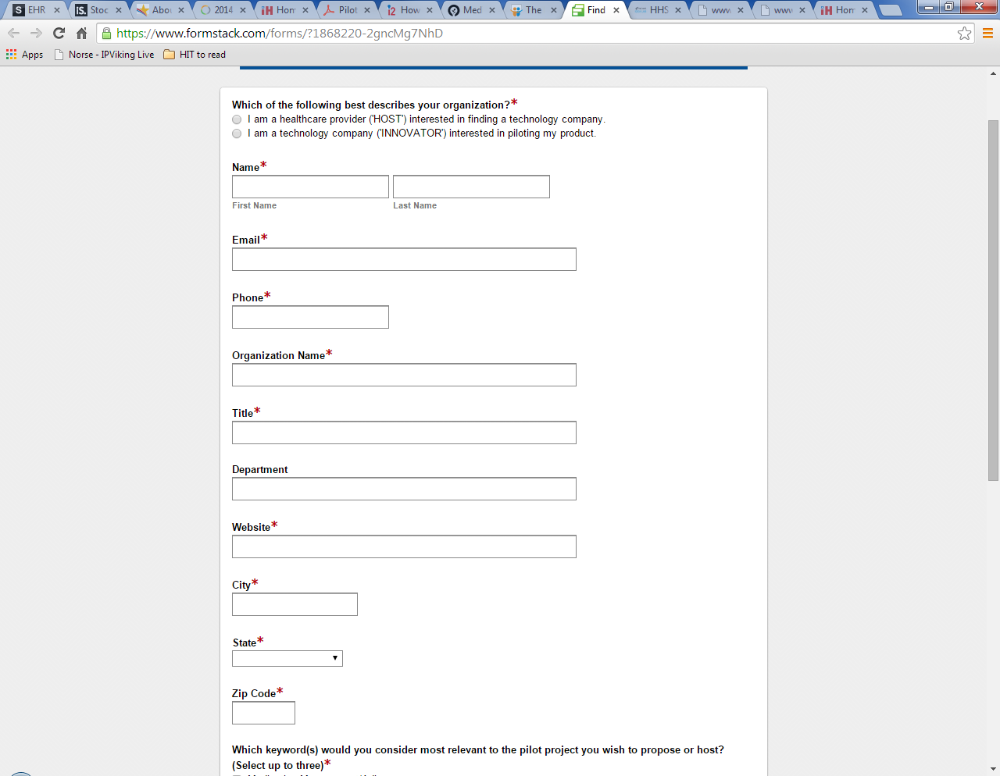 EHR
Stoc
Abou
2014
Hom
Pilot
How
Med
The
Find
HHS
www
www
Hom
https://www.formstack.com/forms/?1868220-2gncMg7NhD
Apps
Norse - IPViking Live
HIT to read
Which of the following best describes your organization?*
I am a healthcare provider ('HOST') interested in finding a technology company.
I am a technology company ('INNOVATOR') interested in piloting my product.
Name*
First Name
Last Name
Email*
Phone*
Organization Name*
Title*
Department
Website*
City*
State*
Zip Code*
Which keyword(s) would you consider most relevant to the pilot project you wish to propose or host?
(Select up to three)*